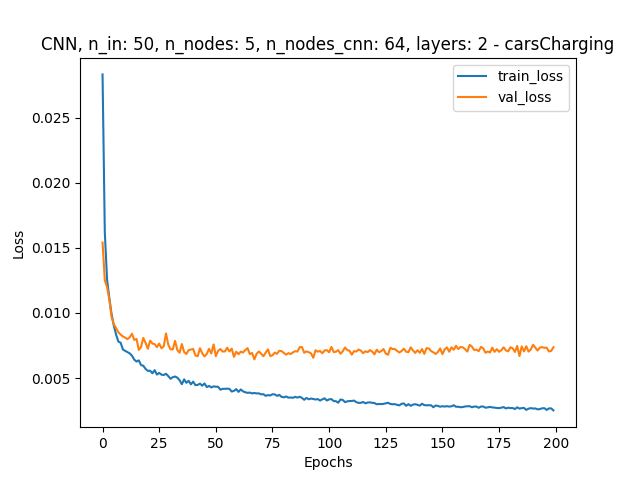 CNN, n_in: 50, n_nodes: 5, n_nodes_cnn: 64, layers: 2 - carsCharging
train_loss
val_loss
0.025
0.020
0.015
0.010
0.005
Loss
0 25 50 75 100 125 150 175 200
Epochs